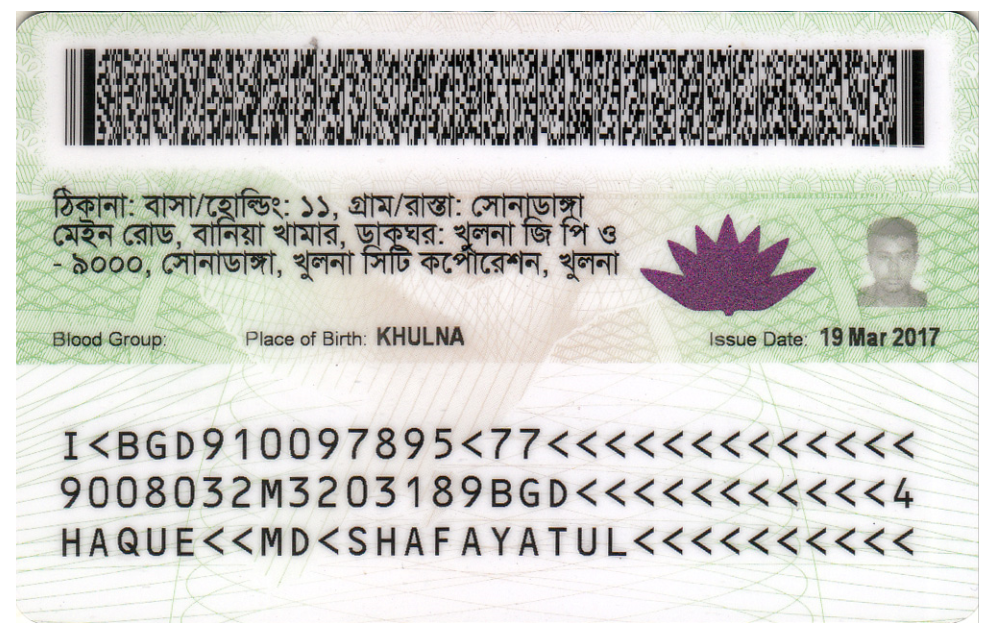 ঠিকানা: বাসা/হোল্ডিং: ১১, গ্রাম/রাস্তা: সোনাডাঙ্গা
মেইন রোড, বানিয়া খামার, ডাকঘর: খুলনা জি পি ও
- ৯০০০, সোনাডাঙ্গা, খুলনা সিটি কর্পোরেশন, খুলনা
Blood Group: Place of Birth: KHULNA Issue Date: 19 Mar 2017
I<BGD910097895<77<<<<<<<<<<<<<
9008032M3203189BGD<<<<<<<<<<<4
HAQUE<<MD<SHAFAYATUL<<<<<<<<<<